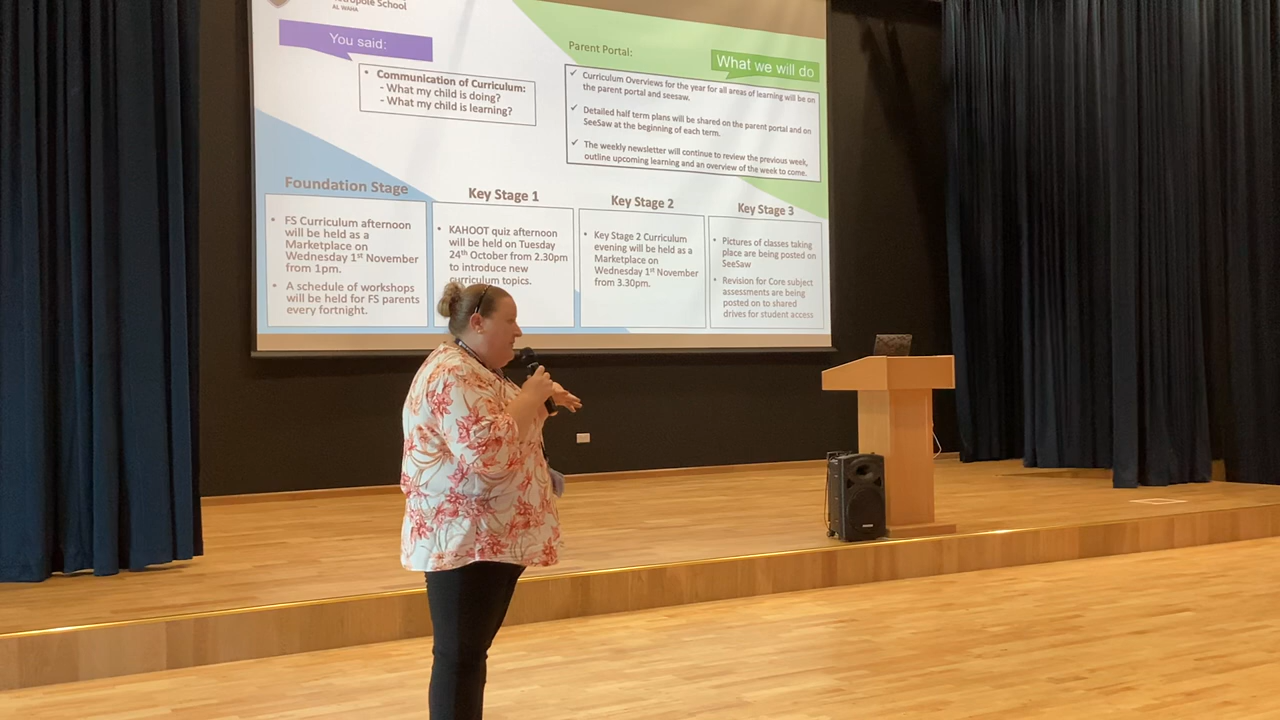 School
AL WAHA
You said:
• Communication of Curriculum:
- What my child is doing?
- What my child is learning?
Parent Portal:
What we will do
✓ Curriculum Overviews for the year for all areas of learning will be on
the parent portal and seesaw.
✓ Detailed half term plans will be shared on the parent portal and on
SeeSaw at the beginning of each term.
✓ The weekly newsletter will continue to review the previous week,
outline upcoming learning and an overview of the week to come.
Foundation Stage
• FS Curriculum afternoon
will be held as a
Marketplace on
Wednesday 1st November
from 1pm.
• A schedule of workshops
will be held for FS parents
every fortnight.
Key Stage 1
• KAHOOT quiz afternoon
will be held on Tuesday
24th October from 2.30pm
to introduce new
curriculum topics.
Key Stage 2
• Key Stage 2 Curriculum
evening will be held as a
Marketplace on
Wednesday 1st November
from 3.30pm.
Key Stage 3
• Pictures of classes taking
place are being posted on
SeeSaw
• Revision for Core subject
assessments are being
posted on to shared
drives for student access